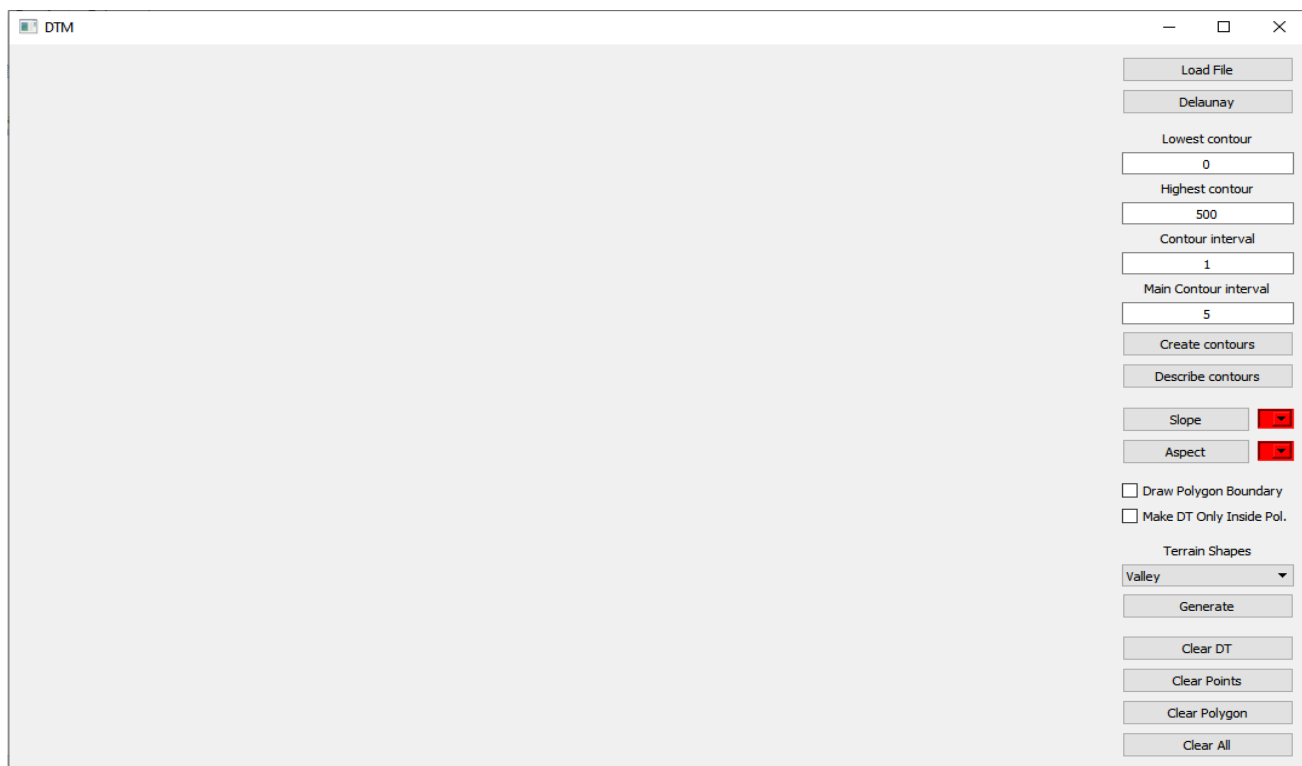 DTM
Load File
Delaunay
Lowest contour
0
Highest contour
500
Contour interval
1
Main Contour interval
5
Create contours
Describe contours
Slope
Aspect
Draw Polygon Boundary
Make DT Only Inside Pol.
Terrain Shapes
Valley
Generate
Clear DT
Clear Points
Clear Polygon
Clear All